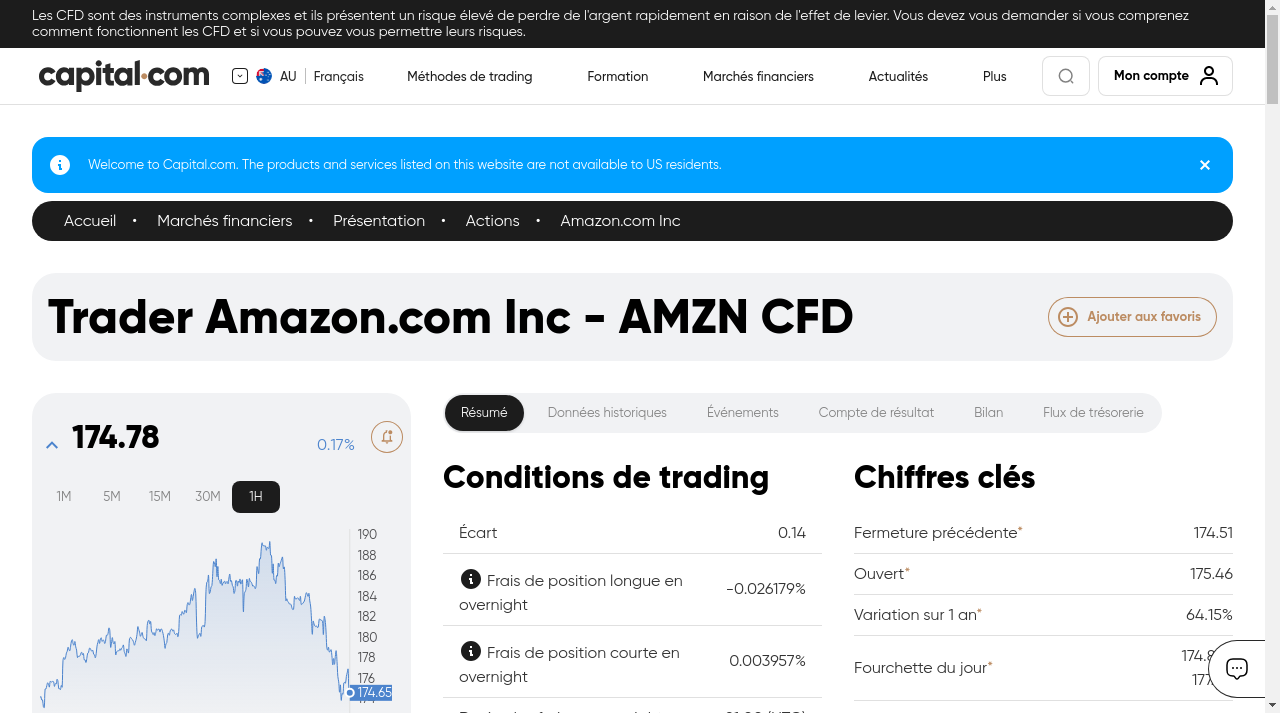 Les CFD sont des instruments complexes et ils présentent un risque élevé de perdre de l'argent rapidement en raison de l'effet de levier. Vous devez vous demander si vous comprenez
comment fonctionnent les CFD et si vous pouvez vous permettre leurs risques.
capital.com
AU
Français
Méthodes de trading
Formation
Marchés financiers
Actualités
Plus
Mon compte
Welcome to Capital.com. The products and services listed on this website are not available to US residents.
Accueil • Marchés financiers • Présentation • Actions • Amazon.com Inc
Trader Amazon.com Inc - AMZN CFD
Ajouter aux favoris
174.78
0.17%
1M 5M 15M 30M 1H
190
188
186
184
182
180
178
176
174.65
Résumé
Données historiques
Événements
Compte de résultat
Bilan
Flux de trésorerie
Conditions de trading
Écart 0.14
Frais de position longue en
overnight
-0.026179%
Frais de position courte en
overnight
0.003957%
Chiffres clés
Fermeture précédente* 174.51
Ouvert* 175.46
Variation sur 1 an* 64.15%
Fourchette du jour*